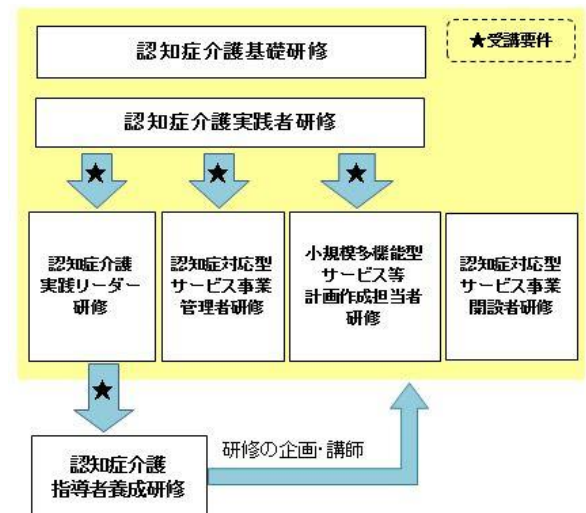 認知症介護基礎研修
★受講要件
認知症介護実践者研修
★
★
★
認知症介護
実践リーダー
研修
認知症対応型
サービス事業
管理者研修
小規模多機能型
サービス等
計画作成担当者
研修
認知症対応型
サービス事業
開設者研修
★
認知症介護
指導者養成研修
研修の企画・講師